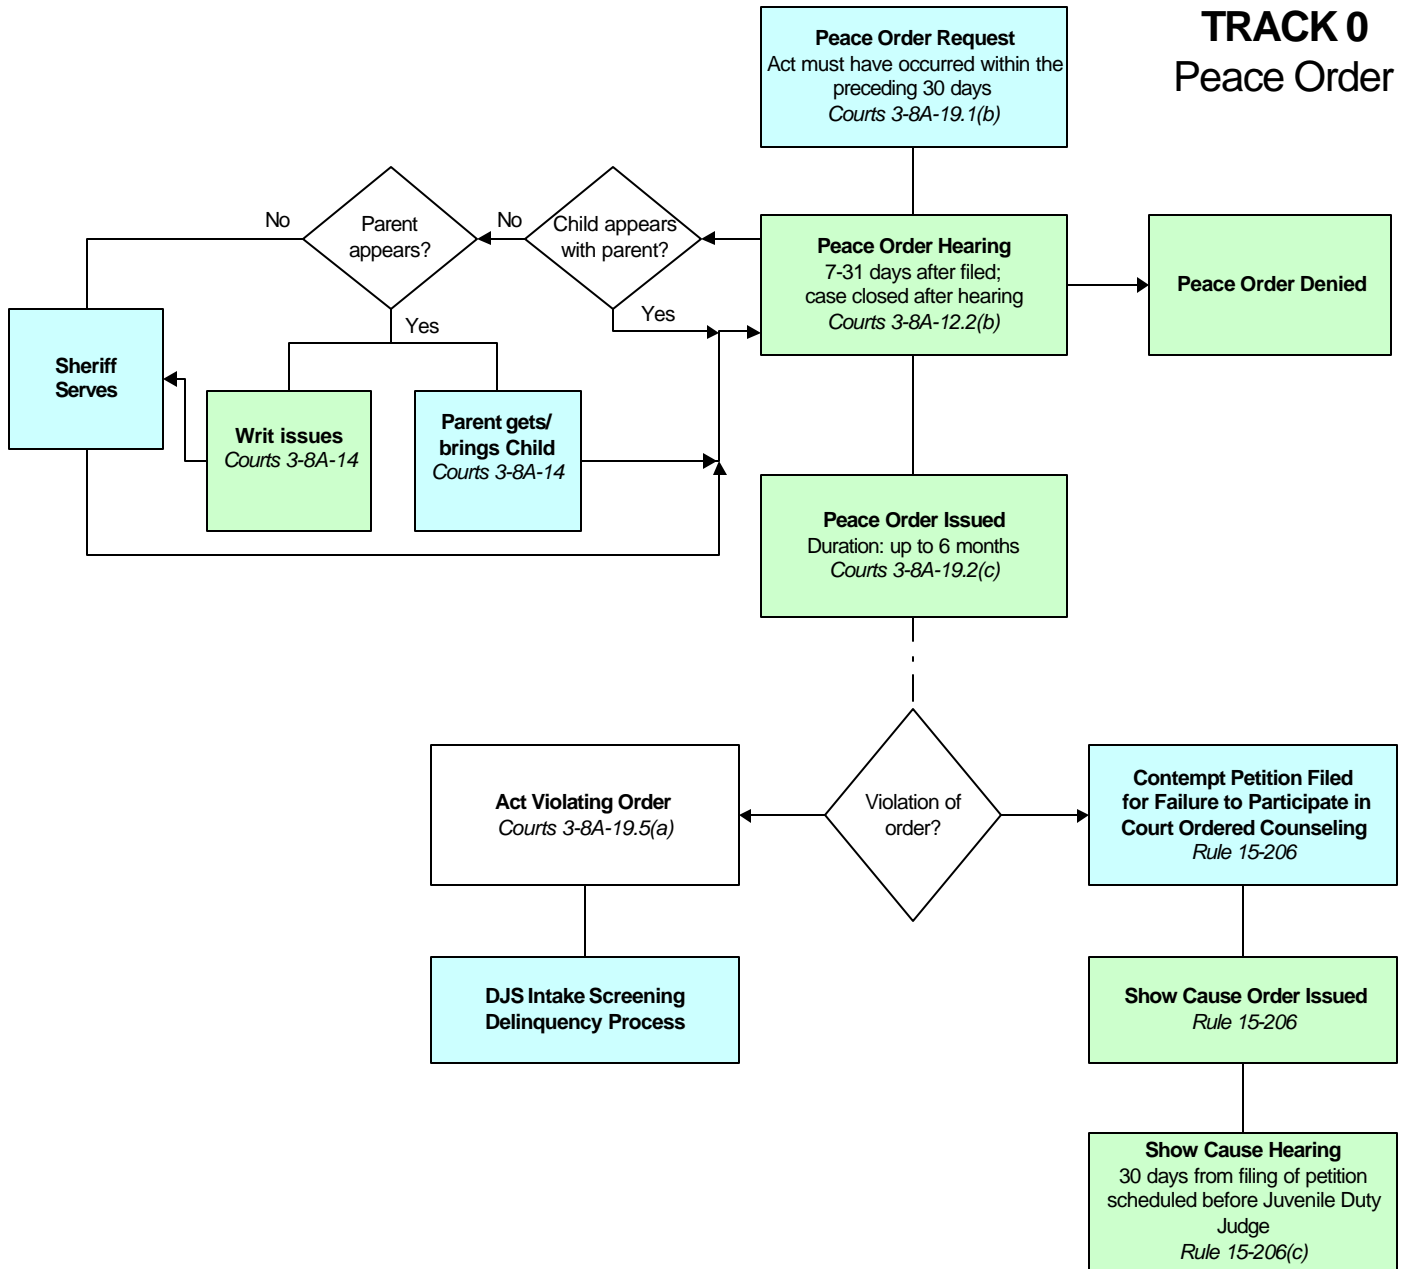 TRACK 0
Peace Order
Peace Order Request
Act must have occurred within the
preceding 30 days
Courts 3-8A-19.1(b)
No
Parent
appears?
No
Child appears
with parent?
Peace Order Hearing
7-31 days after filed;
case closed after hearing
Courts 3-8A-12.2(b)
Peace Order Denied
Yes
Yes
Sheriff
Serves
Writ issues
Courts 3-8A-14
Parent gets/
brings Child
Courts 3-8A-14
Peace Order Issued
Duration: up to 6 months
Courts 3-8A-19.2(c)
Act Violating Order
Courts 3-8A-19.5(a)
Violation of
order?
Contempt Petition Filed
for Failure to Participate in
Court Ordered Counseling
Rule 15-206
DJS Intake Screening
Delinquency Process
Show Cause Order Issued
Rule 15-206
Show Cause Hearing
30 days from filing of petition
scheduled before Juvenile Duty
Judge
Rule 15-206(c)